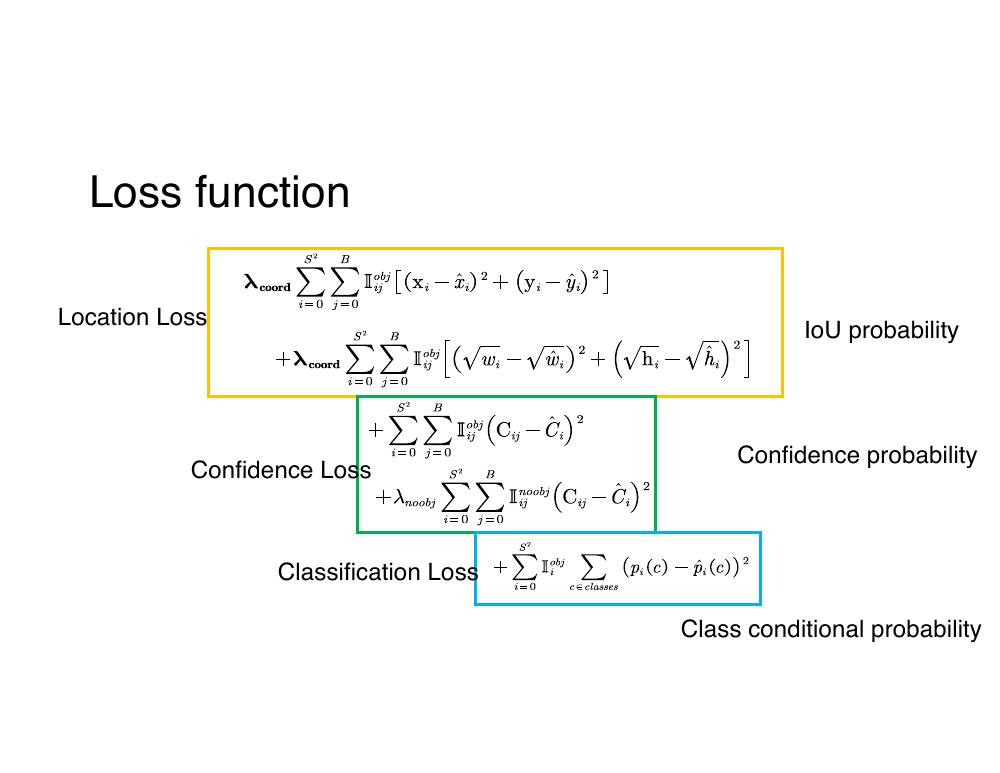 Loss function
λ_coord ∑_{i=0}^{S²} ∑_{j=0}^{B} 𝕀_{ij}^{obj} [(x_i − x̂_i)² + (y_i − ŷ_i)²]
Location Loss
IoU probability
+λ_coord ∑_{i=0}^{S²} ∑_{j=0}^{B} 𝕀_{ij}^{obj} [(√w_i − √ŵ_i)² + (√h_i − √ĥ_i)²]
+ ∑_{i=0}^{S²} ∑_{j=0}^{B} 𝕀_{ij}^{obj} (C_{ij} − Ĉ_i)²
Confidence Loss
Confidence probability
+λ_{noobj} ∑_{i=0}^{S²} ∑_{j=0}^{B} 𝕀_{ij}^{noobj} (C_{ij} − Ĉ_i)²
Classification Loss
+ ∑_{i=0}^{S²} 𝕀_i^{obj} ∑_{c∈classes} (p_i(c) − p̂_i(c))²
Class conditional probability